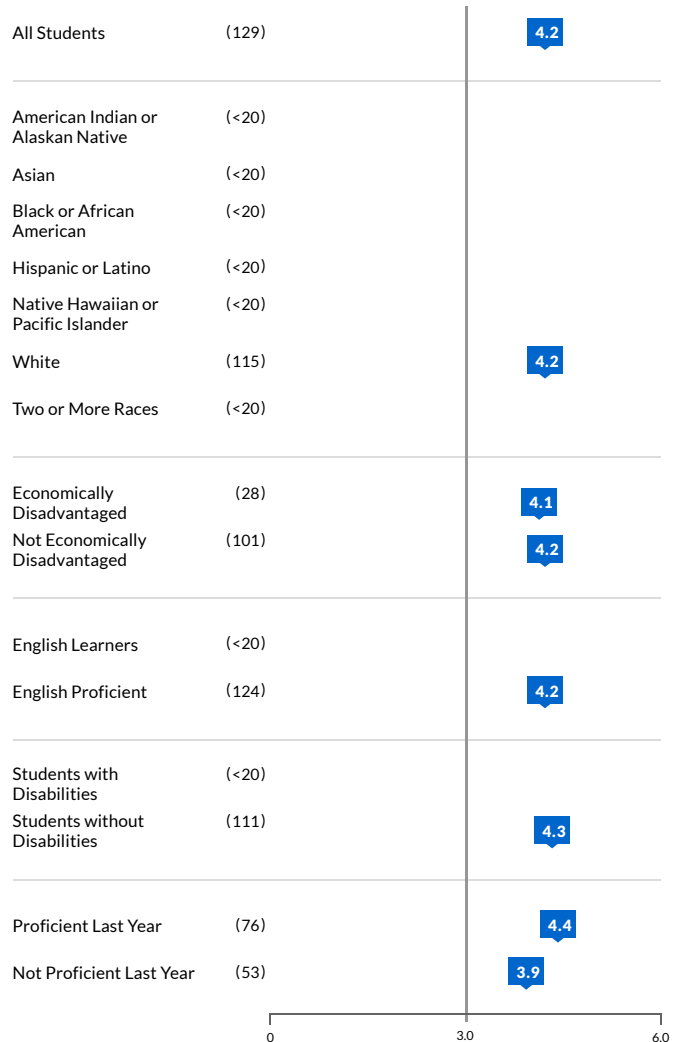 All Students (129) 4.2
American Indian or (<20)
Alaskan Native
Asian (<20)
Black or African (<20)
American
Hispanic or Latino (<20)
Native Hawaiian or (<20)
Pacific Islander
White (115) 4.2
Two or More Races (<20)
Economically (28) 4.1
Disadvantaged
Not Economically (101) 4.2
Disadvantaged
English Learners (<20)
English Proficient (124) 4.2
Students with (<20)
Disabilities
Students without (111) 4.3
Disabilities
Proficient Last Year (76) 4.4
Not Proficient Last Year (53) 3.9
0 3.0 6.0